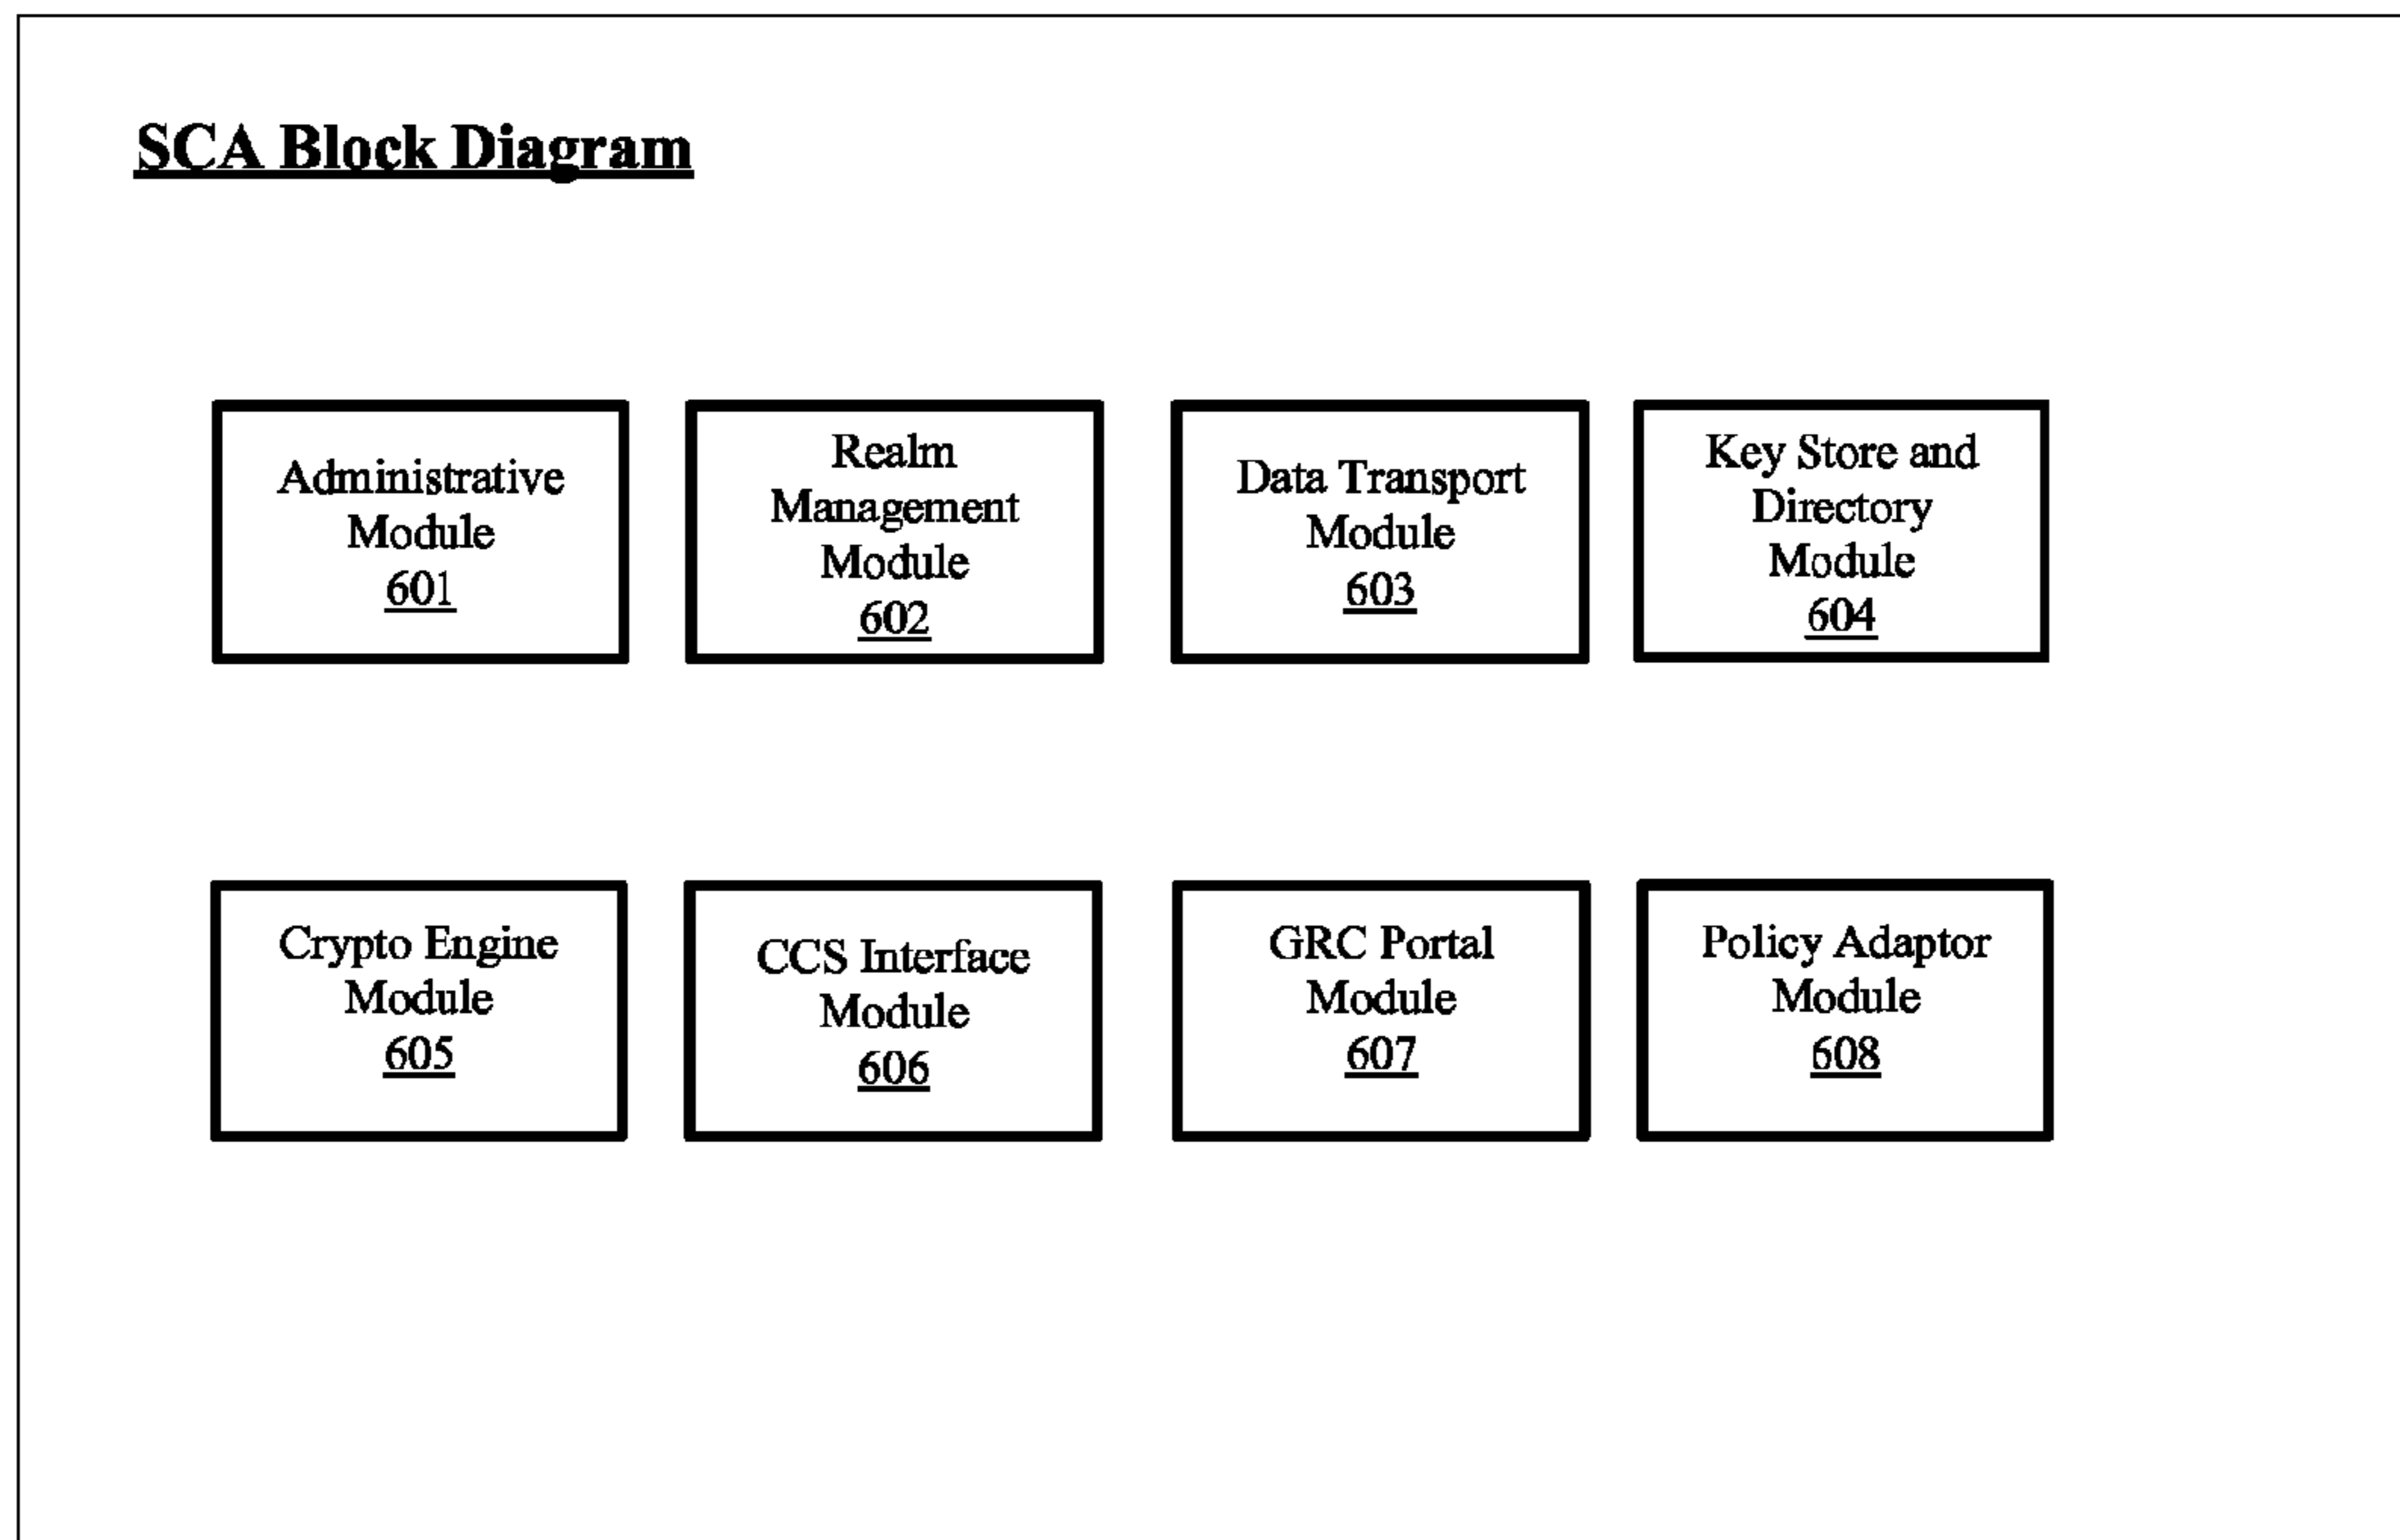 SCA Block Diagram
Administrative
Module
601
Realm
Management
Module
602
Data Transport
Module
603
Key Store and
Directory
Module
604
Crypto Engine
Module
605
CCS Interface
Module
606
GRC Portal
Module
607
Policy Adaptor
Module
608